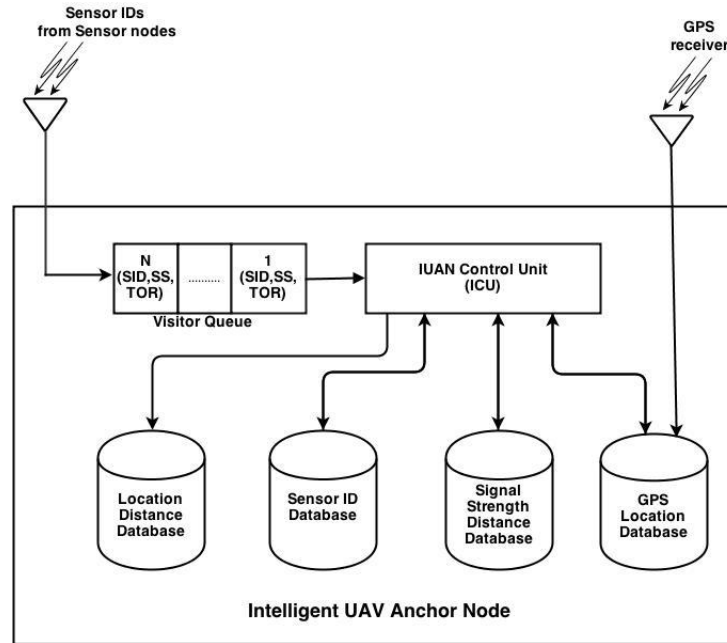 Sensor IDs
from Sensor nodes
GPS
receiver
N
(SID,SS,
TOR)
..........
1
(SID,SS,
TOR)
Visitor Queue
IUAN Control Unit
(ICU)
Location
Distance
Database
Sensor ID
Database
Signal
Strength
Distance
Database
GPS
Location
Database
Intelligent UAV Anchor Node